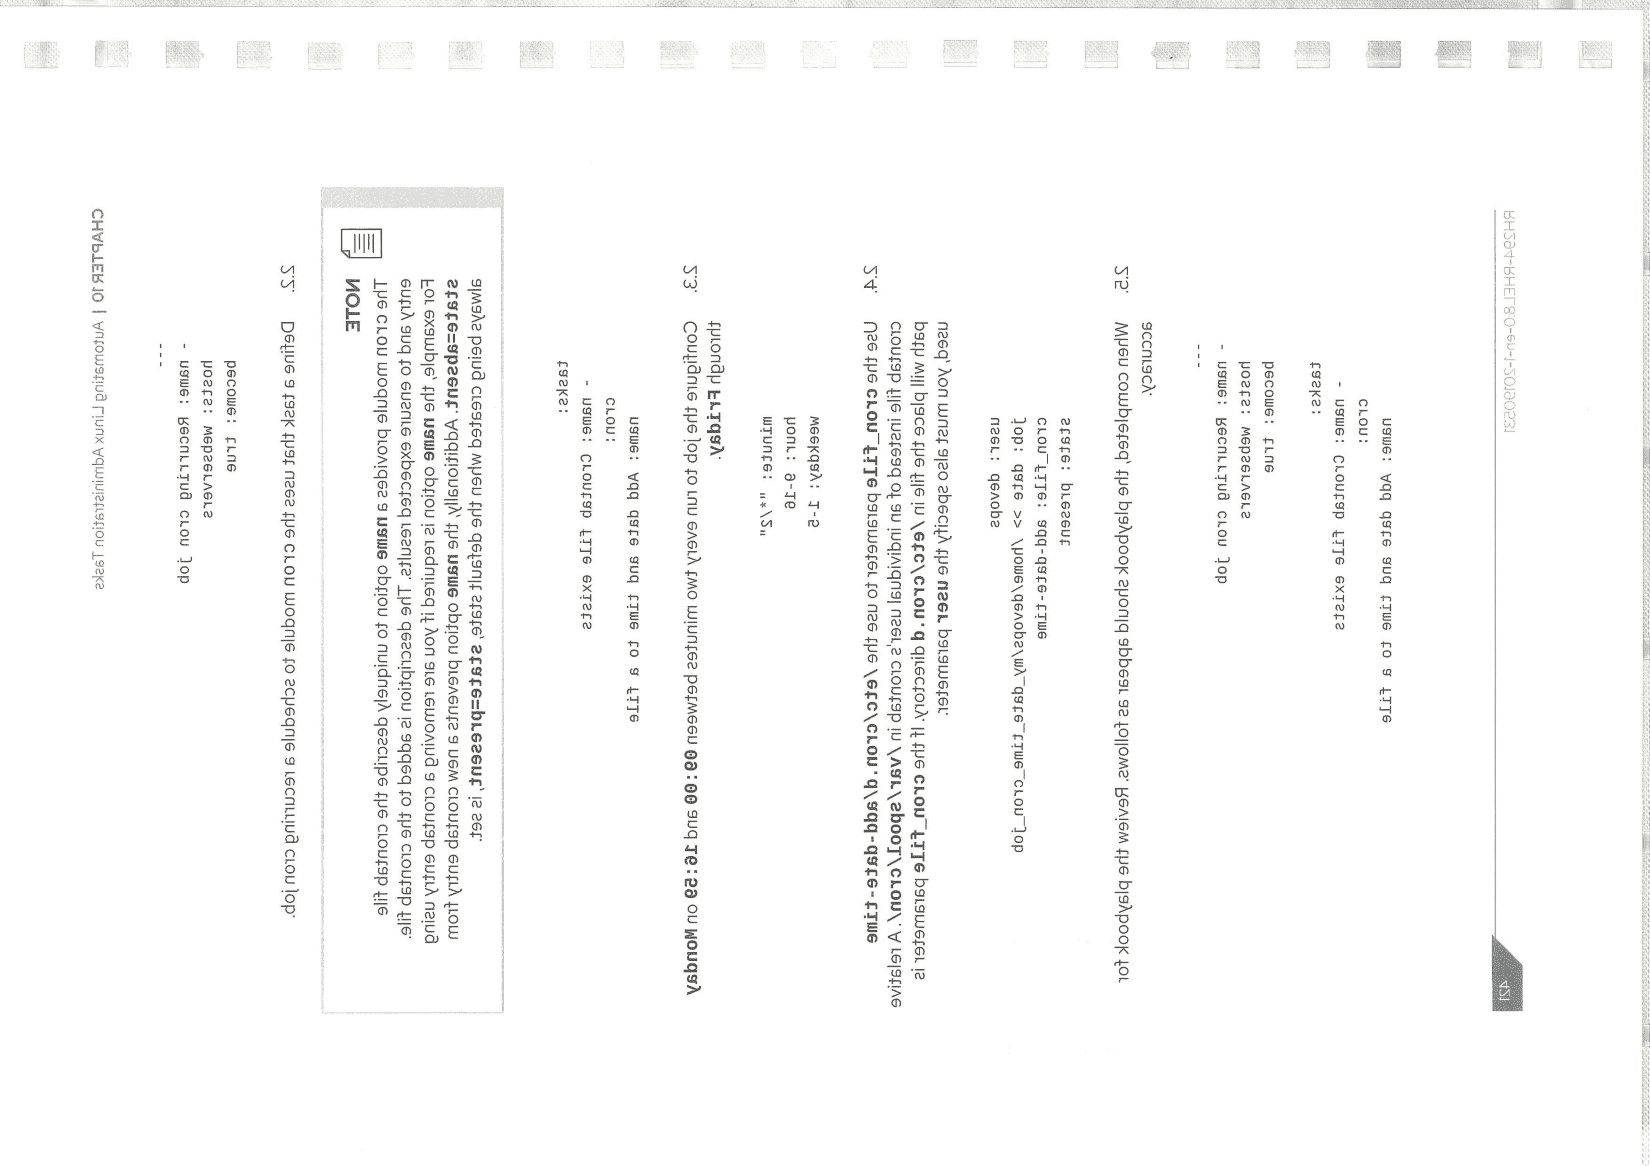 CHAPTER 10 | Automating Linux Administration Tasks
---
- name: Recurring cron job
hosts: webservers
become: true
2.2. Define a task that uses the cron module to schedule a recurring cron job.
NOTE
The cron module provides a name option to uniquely describe the crontab file
entry and to ensure expected results. The description is added to the crontab file.
For example, the name option is required if you are removing a crontab entry using
state=absent. Additionally, the name option prevents a new crontab entry from
always being created when the default state, state=present, is set.
tasks:
- name: Crontab file exists
cron:
name: Add date and time to a file
2.3. Configure the job to run every two minutes between 09:00 and 16:59 on Monday
through Friday.
minute: "*/2"
hour: 9-16
weekday: 1-5
2.4. Use the cron_file parameter to use the /etc/cron.d/add-date-time
crontab file instead of an individual user's crontab in /var/spool/cron/. A relative
path will place the file in /etc/cron.d directory. If the cron_file parameter is
used, you must also specify the user parameter.
user: devops
job: date >> /home/devops/my_date_time_cron_job
cron_file: add-date-time
state: present
2.5. When completed, the playbook should appear as follows. Review the playbook for
accuracy.
---
- name: Recurring cron job
hosts: webservers
become: true
tasks:
- name: Crontab file exists
cron:
name: Add date and time to a file
RH294-RHEL8.0-en-1-20190531
421